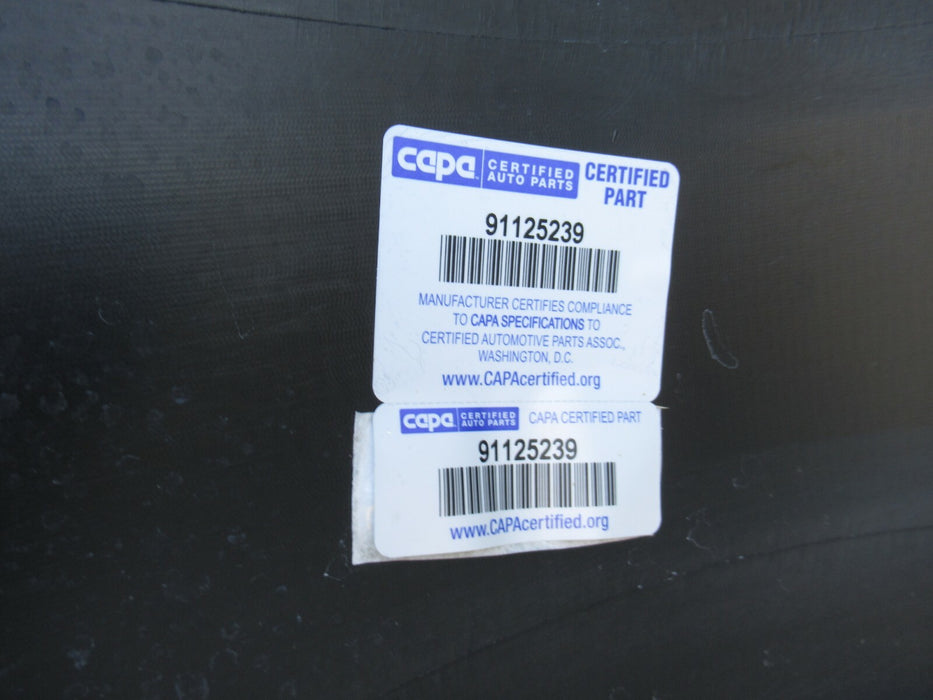 capa CERTIFIED AUTO PARTS CERTIFIED PART
91125239
MANUFACTURER CERTIFIES COMPLIANCE
TO CAPA SPECIFICATIONS TO
CERTIFIED AUTOMOTIVE PARTS ASSOC.,
WASHINGTON, D.C.
www.CAPAcertified.org
capa CERTIFIED AUTO PARTS CAPA CERTIFIED PART
91125239
www.CAPAcertified.org